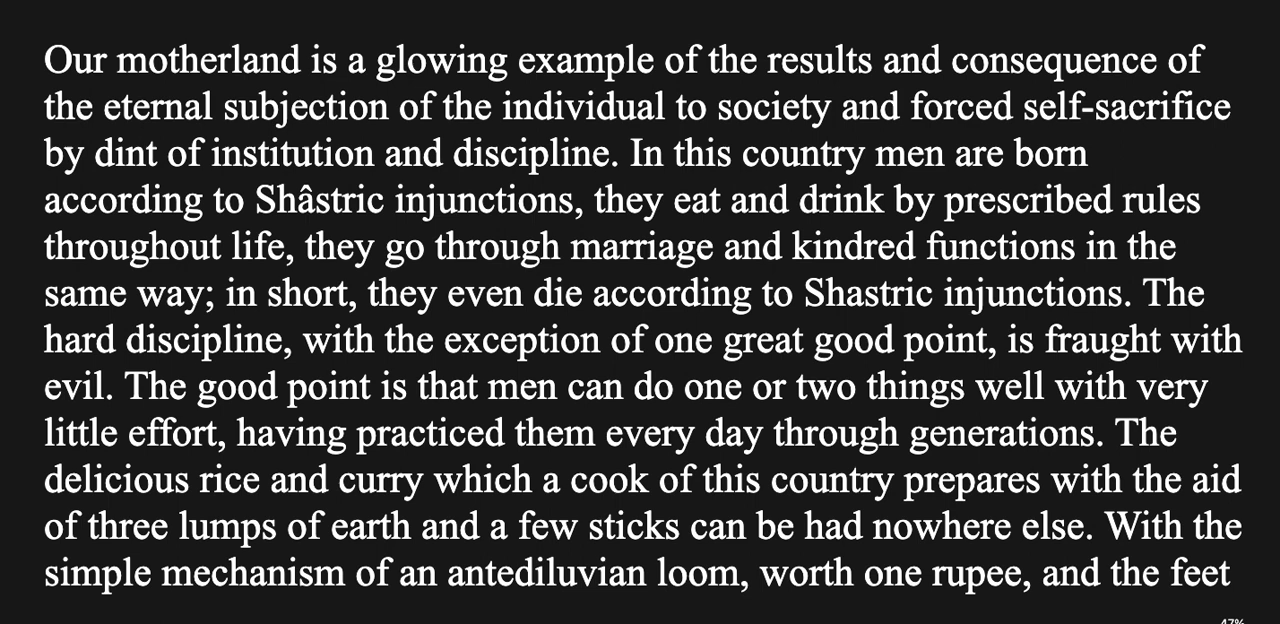 Our motherland is a glowing example of the results and consequence of
the eternal subjection of the individual to society and forced self-sacrifice
by dint of institution and discipline. In this country men are born
according to Shâstric injunctions, they eat and drink by prescribed rules
throughout life, they go through marriage and kindred functions in the
same way; in short, they even die according to Shastric injunctions. The
hard discipline, with the exception of one great good point, is fraught with
evil. The good point is that men can do one or two things well with very
little effort, having practiced them every day through generations. The
delicious rice and curry which a cook of this country prepares with the aid
of three lumps of earth and a few sticks can be had nowhere else. With the
simple mechanism of an antediluvian loom, worth one rupee, and the feet
47%